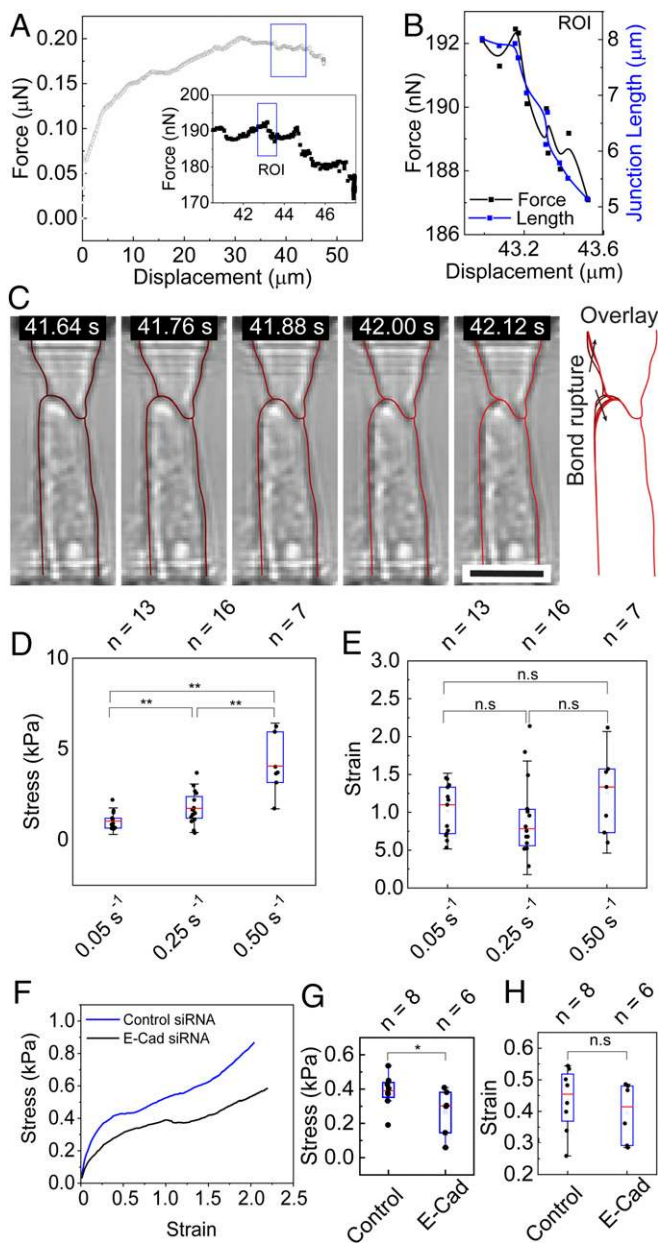 A
Force (μN)
0.20
0.15
0.10
0.05
0.00
200
190
180
170
Force (nN)
ROI
42
44
46
0
10
20
30
40
50
Displacement (μm)
B
ROI
Force (nN)
192
190
188
186
8
7
6
5
Junction Length (μm)
Force
Length
43.2
43.6
Displacement (μm)
C
41.64 s
41.76 s
41.88 s
42.00 s
42.12 s
Overlay
Bond rupture
D
n = 13
n = 16
n = 7
Stress (kPa)
10
5
0
**
**
**
0.05 s⁻¹
0.25 s⁻¹
0.50 s⁻¹
E
n = 13
n = 16
n = 7
Strain
3.0
2.5
2.0
1.5
1.0
0.5
0.0
n.s
n.s
n.s
0.05 s⁻¹
0.25 s⁻¹
0.50 s⁻¹
F
Stress (kPa)
1.0
0.8
0.6
0.4
0.2
0.0
Control siRNA
E-Cad siRNA
0
0.5
1.0
1.5
2.0
2.5
Strain
G
n = 8
n = 6
Stress (kPa)
0.6
0.4
0.2
0.0
*
Control
E-Cad
H
n = 8
n = 6
Strain
0.6
0.5
0.4
0.3
0.2
n.s
Control
E-Cad